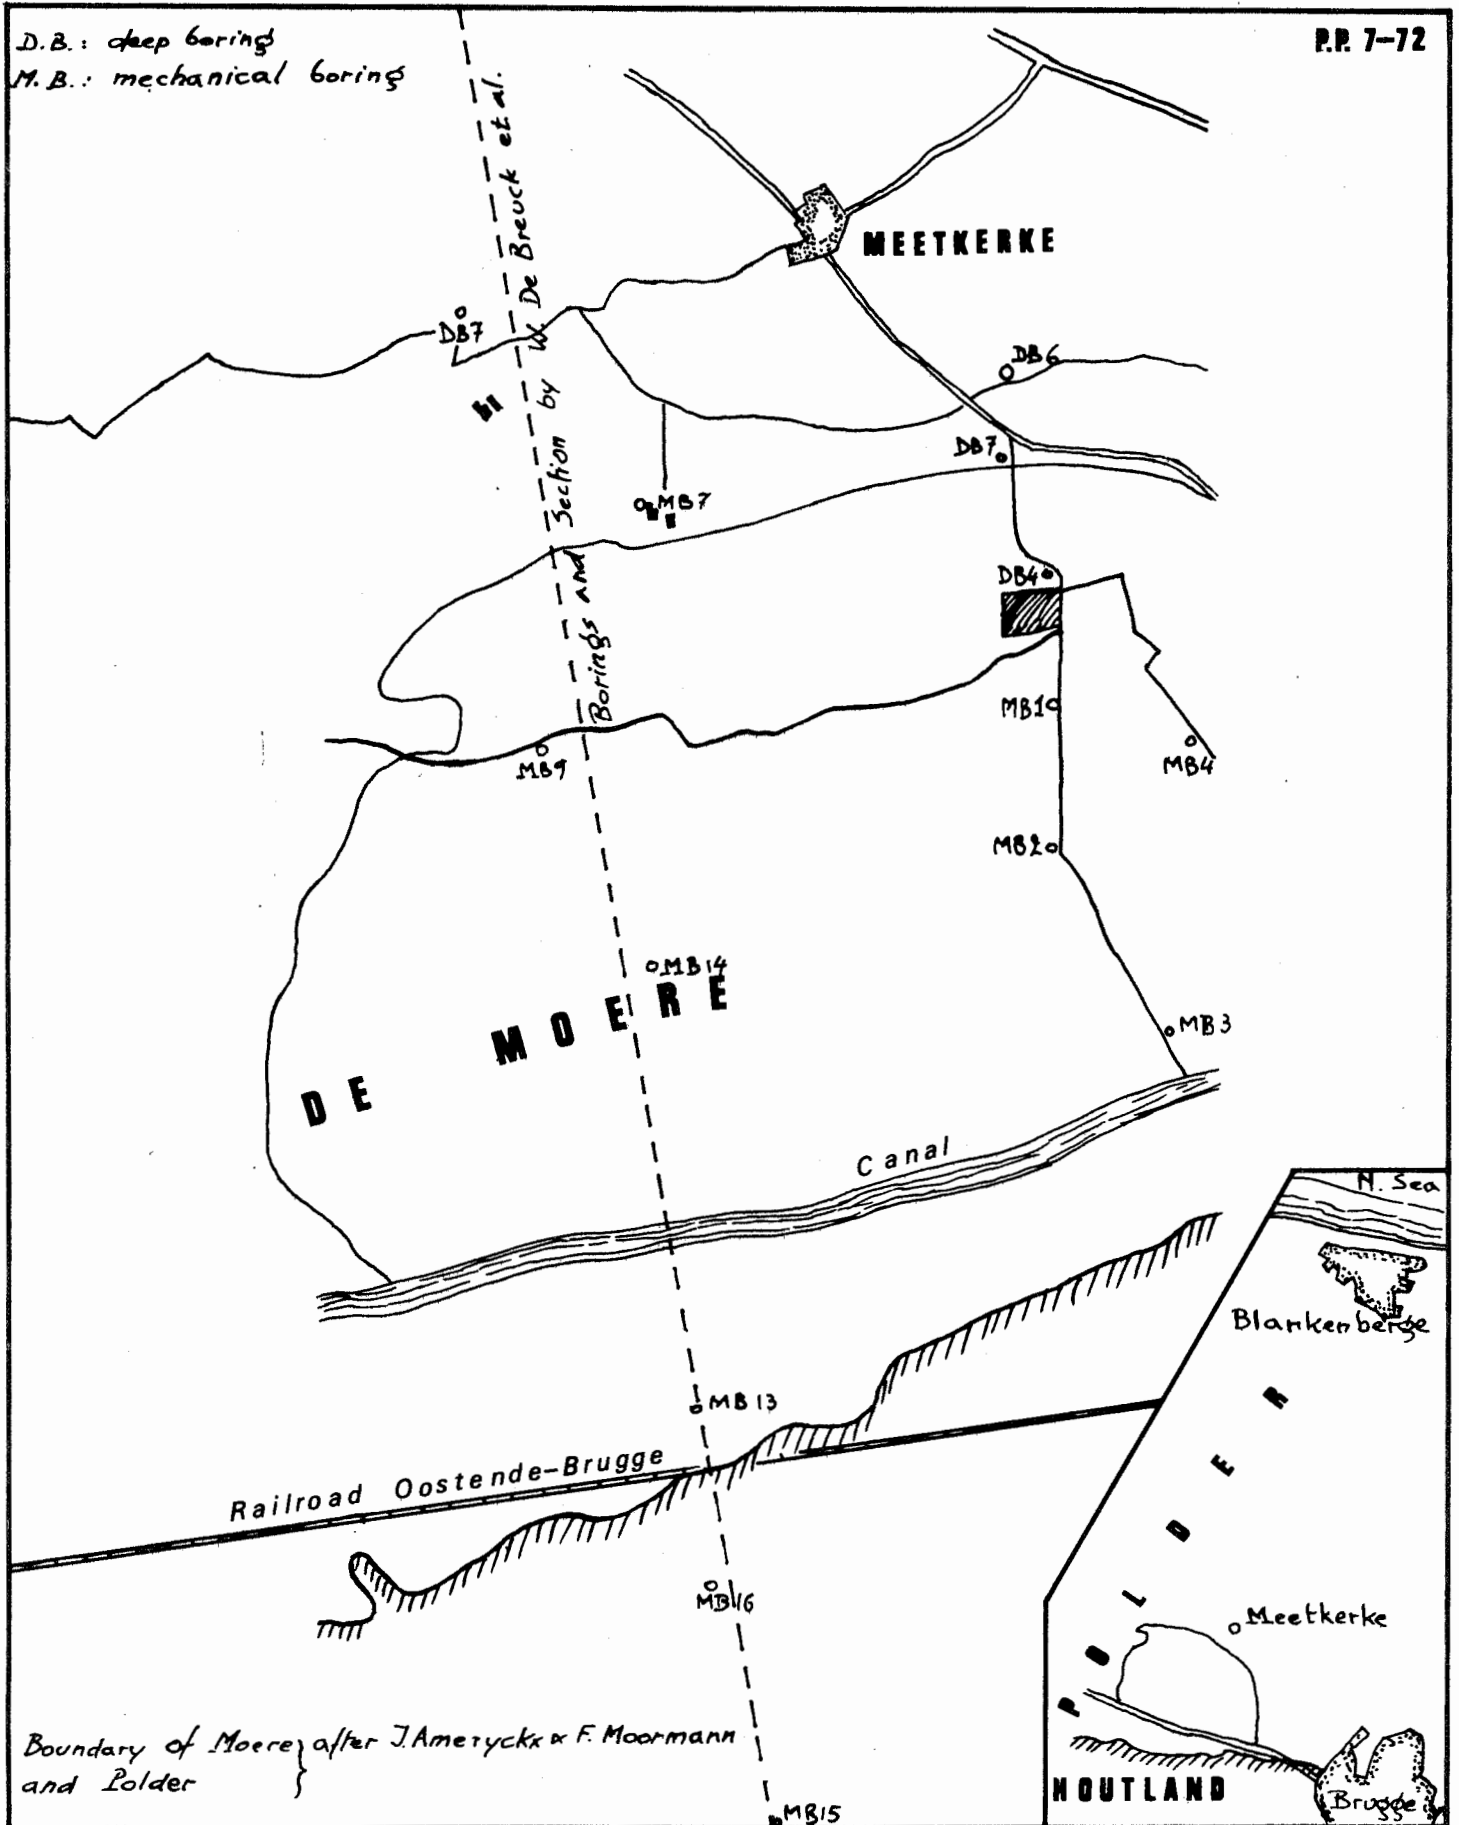 D.B.: deep boring
M.B.: mechanical boring
P.P. 7-72
Borings and Section by W. De Breuck et al.
MEETKERKE
DB7
DB6
DB7
MB7
DB4
MB1
MB4
MB9
MB2
MB14
DE MOERE
MB3
Canal
N. Sea
Blankenberge
MB13
Railroad Oostende-Brugge
POLDER
MB16
Meetkerke
Boundary of Moere } after J. Ameryckx & F. Moormann
and Polder
HOUTLAND
Brugge
MB15